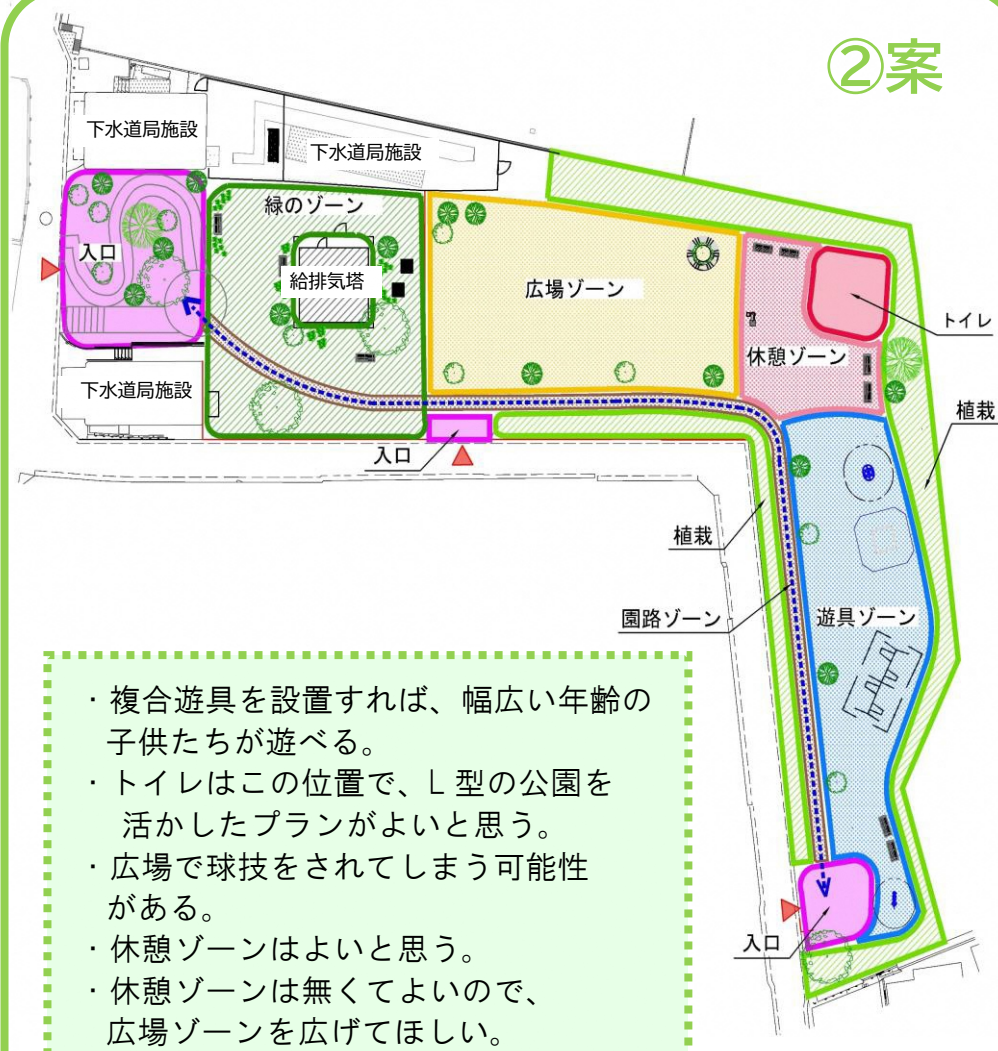 ②案
下水道局施設
下水道局施設
緑のゾーン
入口
給排気塔
広場ゾーン
トイレ
休憩ゾーン
下水道局施設
植栽
入口
植栽
園路ゾーン
遊具ゾーン
入口
・複合遊具を設置すれば、幅広い年齢の
子供たちが遊べる。
・トイレはこの位置で、L型の公園を
活かしたプランがよいと思う。
・広場で球技をされてしまう可能性
がある。
・休憩ゾーンはよいと思う。
・休憩ゾーンは無くてよいので、
広場ゾーンを広げてほしい。